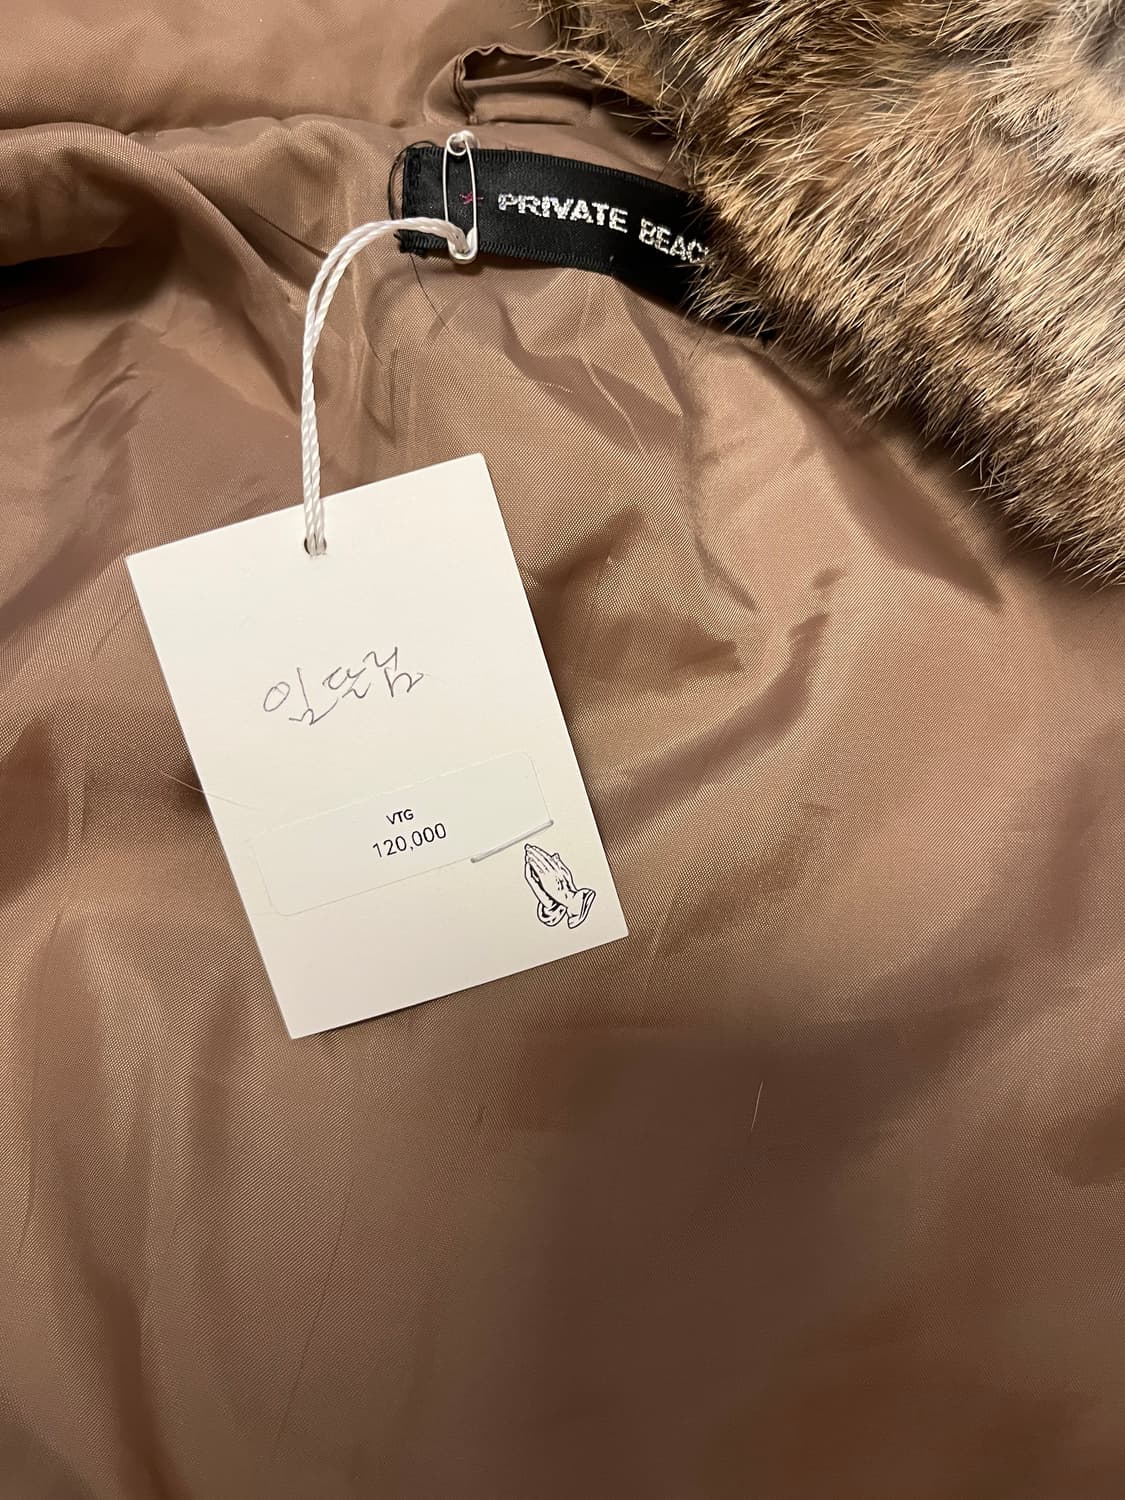 PRIVATE BEAC
VTG
120,000